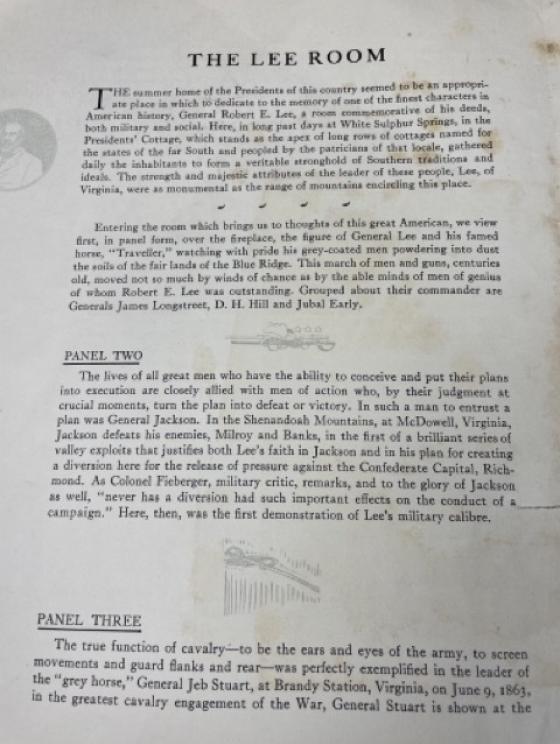 THE LEE ROOM
THE summer home of the Presidents of this country seemed to be an appropri-
ate place in which to dedicate to the memory of one of the finest characters in
American history, General Robert E. Lee, a room commemorative of his deeds,
both military and social. Here, in long past days at White Sulphur Springs, in the
Presidents' Cottage, which stands as the apex of long rows of cottages named for
the states of the far South and peopled by the patricians of that locale, gathered
daily the inhabitants to form a veritable stronghold of Southern traditions and
ideals. The strength and majestic attributes of the leader of these people, Lee, of
Virginia, were as monumental as the range of mountains encircling this place.
Entering the room which brings us to thoughts of this great American, we view
first, in panel form, over the fireplace, the figure of General Lee and his famed
horse, "Traveller," watching with pride his grey-coated men powdering into dust
the soils of the fair lands of the Blue Ridge. This march of men and guns, centuries
old, moved not so much by winds of chance as by the able minds of men of genius
of whom Robert E. Lee was outstanding. Grouped about their commander are
Generals James Longstreet, D. H. Hill and Jubal Early.
PANEL TWO
The lives of all great men who have the ability to conceive and put their plans
into execution are closely allied with men of action who, by their judgment at
crucial moments, turn the plan into defeat or victory. In such a man to entrust a
plan was General Jackson. In the Shenandoah Mountains, at McDowell, Virginia,
Jackson defeats his enemies, Milroy and Banks, in the first of a brilliant series of
valley exploits that justifies both Lee's faith in Jackson and in his plan for creating
a diversion here for the release of pressure against the Confederate Capital, Rich-
mond. As Colonel Fieberger, military critic, remarks, and to the glory of Jackson
as well, "never has a diversion had such important effects on the conduct of a
campaign." Here, then, was the first demonstration of Lee's military calibre.
PANEL THREE
The true function of cavalry—to be the ears and eyes of the army, to screen
movements and guard flanks and rear—was perfectly exemplified in the leader of
the "grey horse," General Jeb Stuart, at Brandy Station, Virginia, on June 9, 1863,
in the greatest cavalry engagement of the War, General Stuart is shown at the